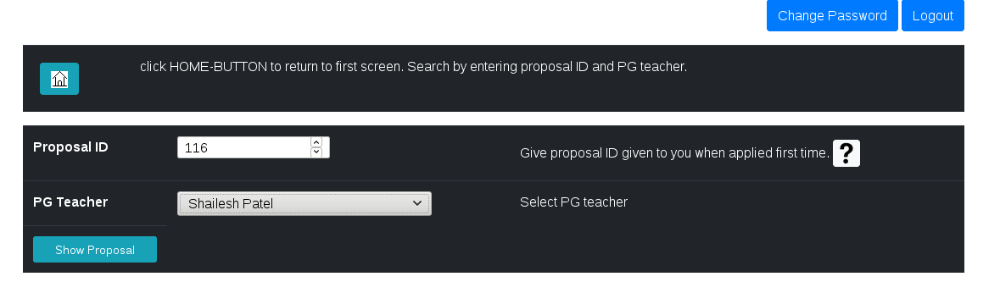 Change Password Logout
click HOME-BUTTON to return to first screen. Search by entering proposal ID and PG teacher.
Proposal ID 116 Give proposal ID given to you when applied first time. ?
PG Teacher Shailesh Patel Select PG teacher
Show Proposal